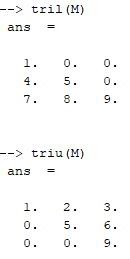 --> tril(M)
ans  =

   1.   0.   0.
   4.   5.   0.
   7.   8.   9.

--> triu(M)
ans  =

   1.   2.   3.
   0.   5.   6.
   0.   0.   9.